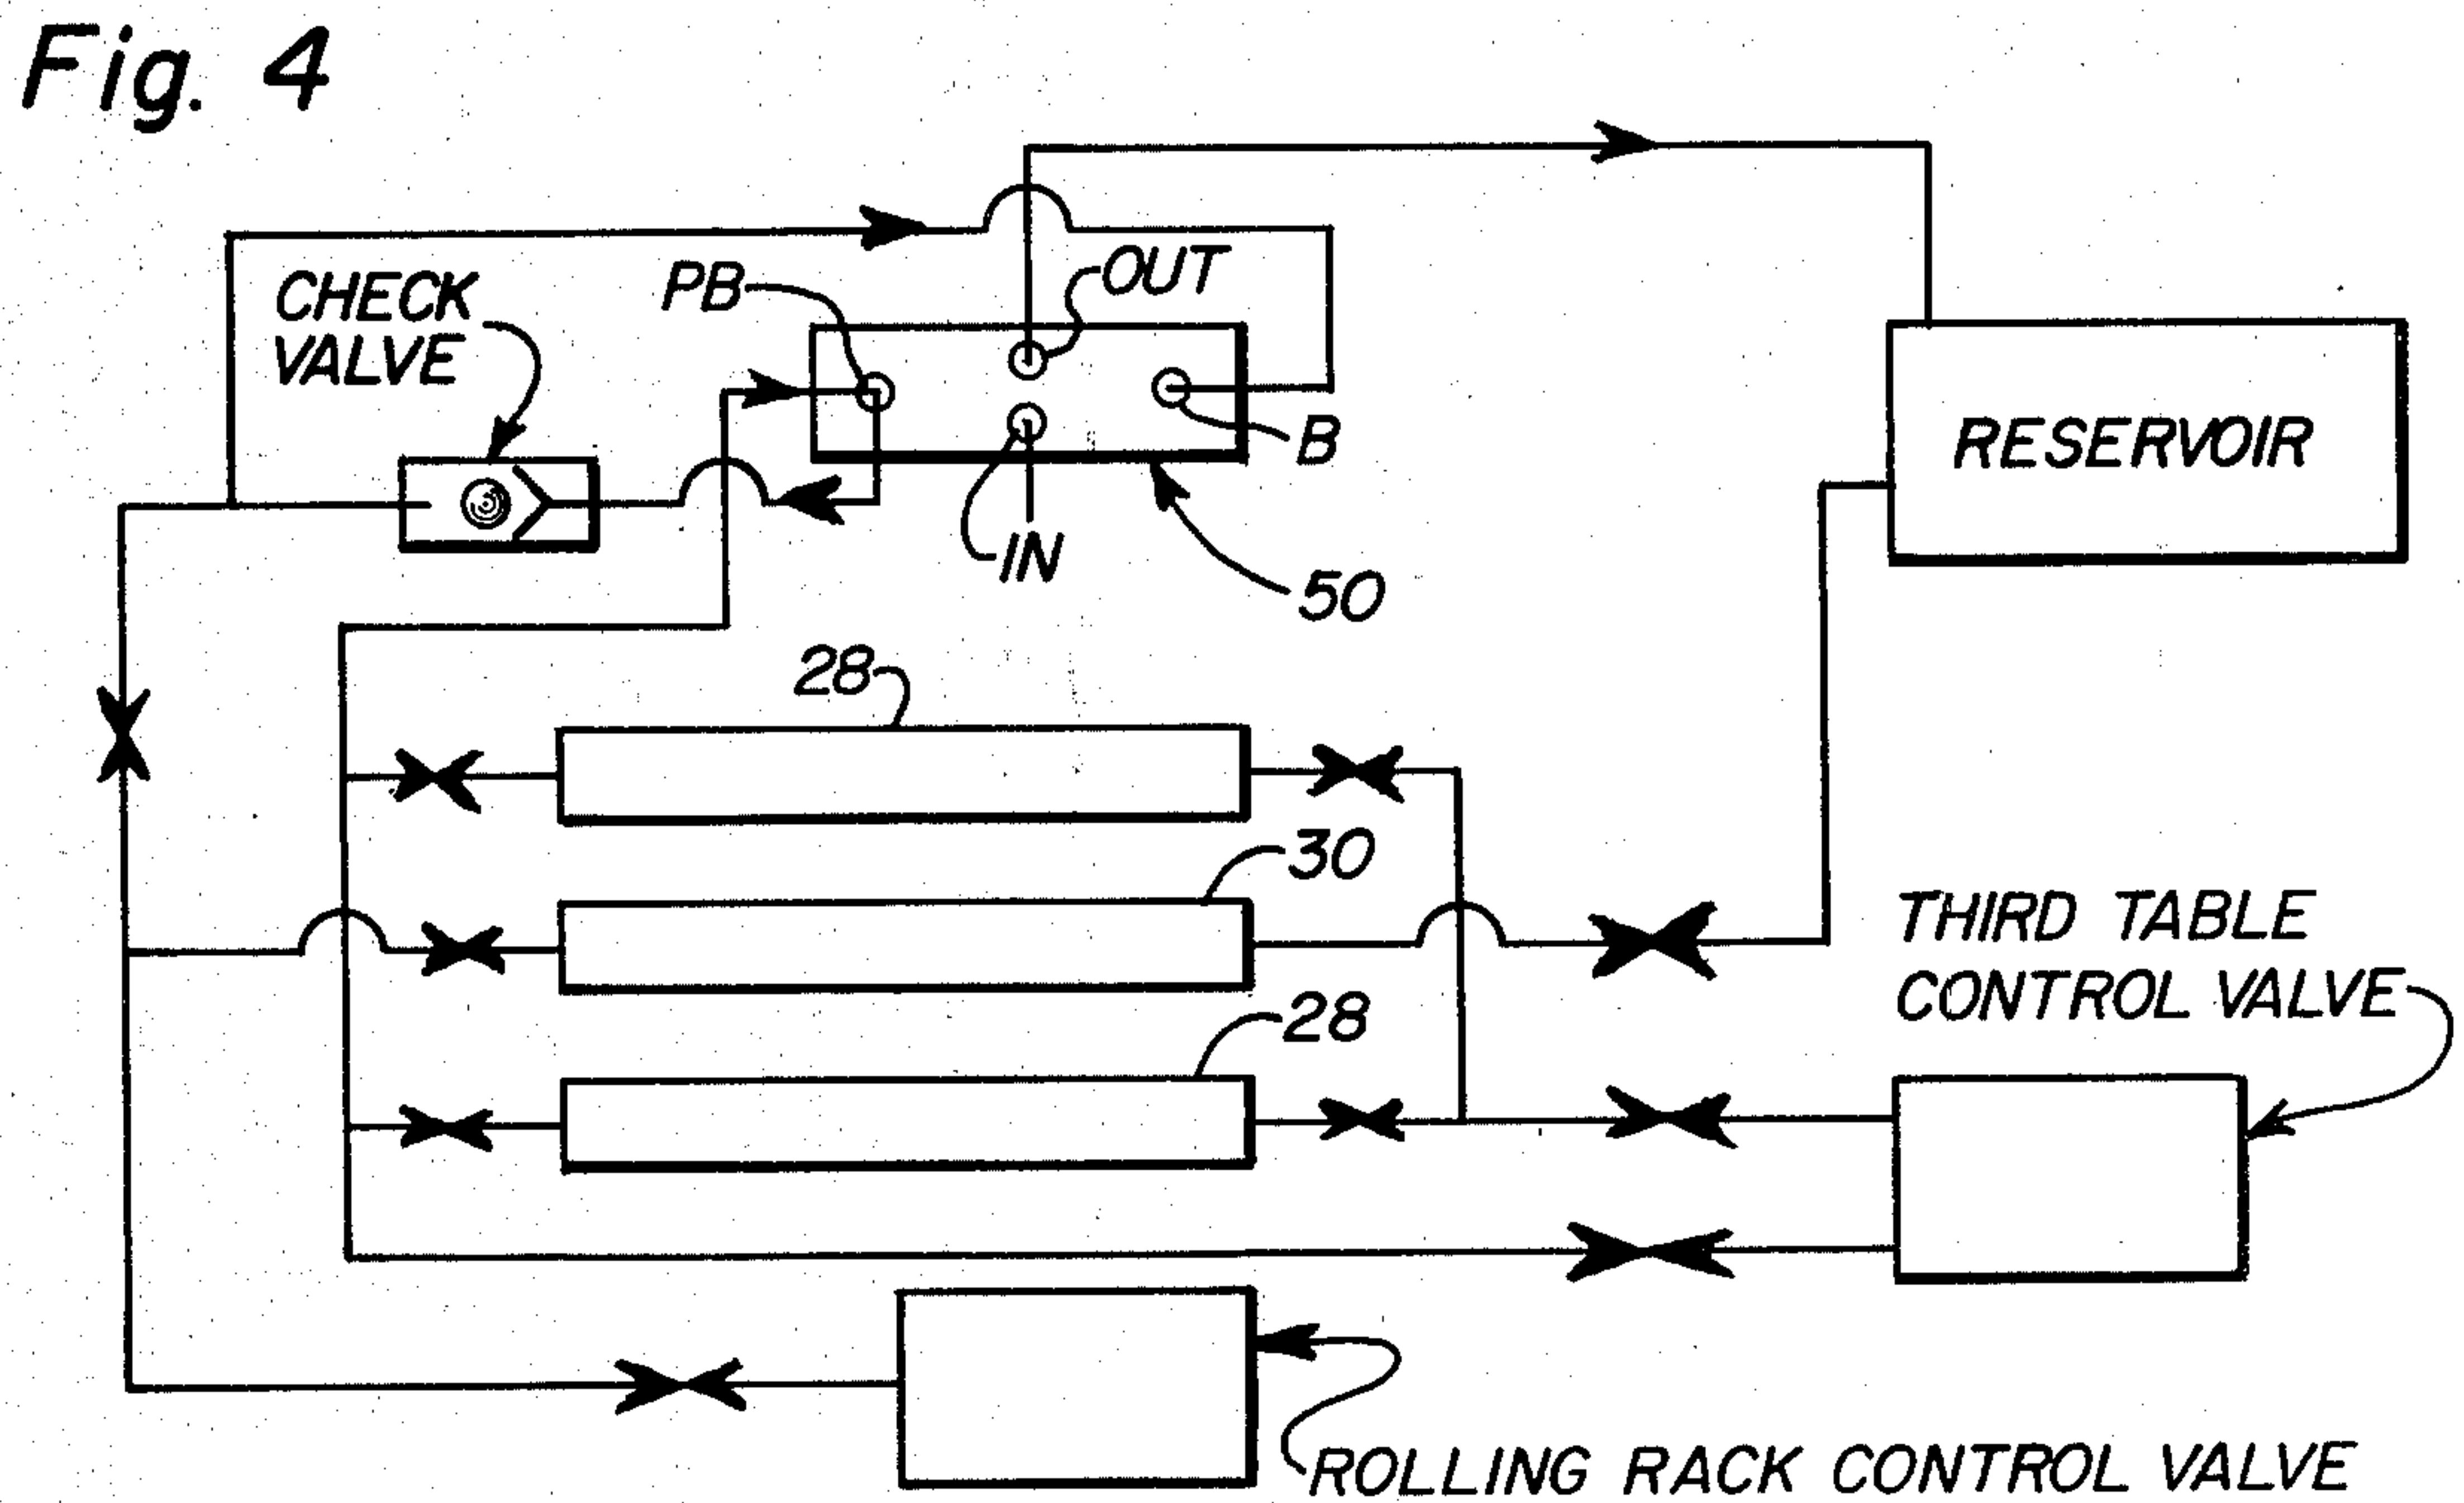 Fig. 4
OUT
PB
CHECK
VALVE
B
RESERVOIR
IN
50
28
30
THIRD TABLE
CONTROL VALVE
28
ROLLING RACK CONTROL VALVE